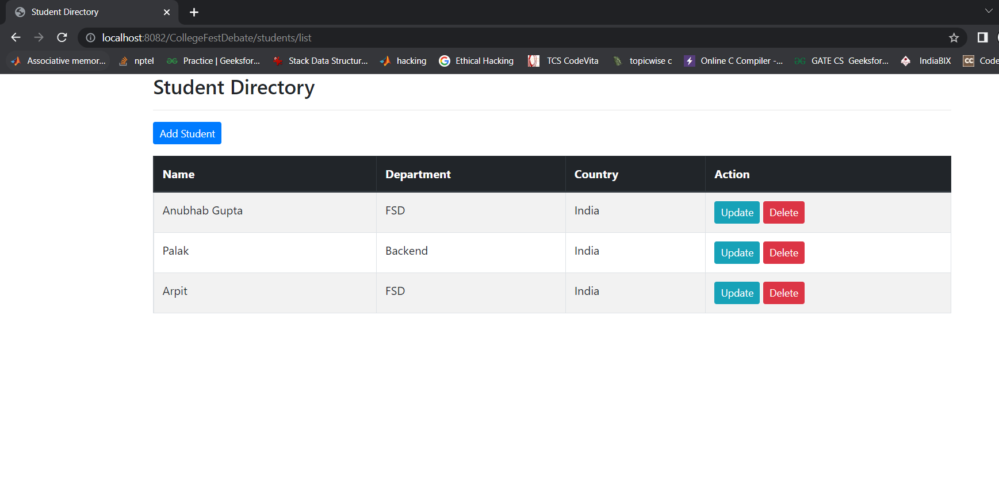 Student Directory
localhost:8082/CollegeFestDebate/students/list
Associative memor... nptel Practice | Geeksfor... Stack Data Structur... hacking Ethical Hacking TCS CodeVita topicwise c Online C Compiler -... GATE CS Geeksfor... IndiaBIX CC Code
Student Directory
Add Student
Name Department Country Action
Anubhab Gupta FSD India Update Delete
Palak Backend India Update Delete
Arpit FSD India Update Delete